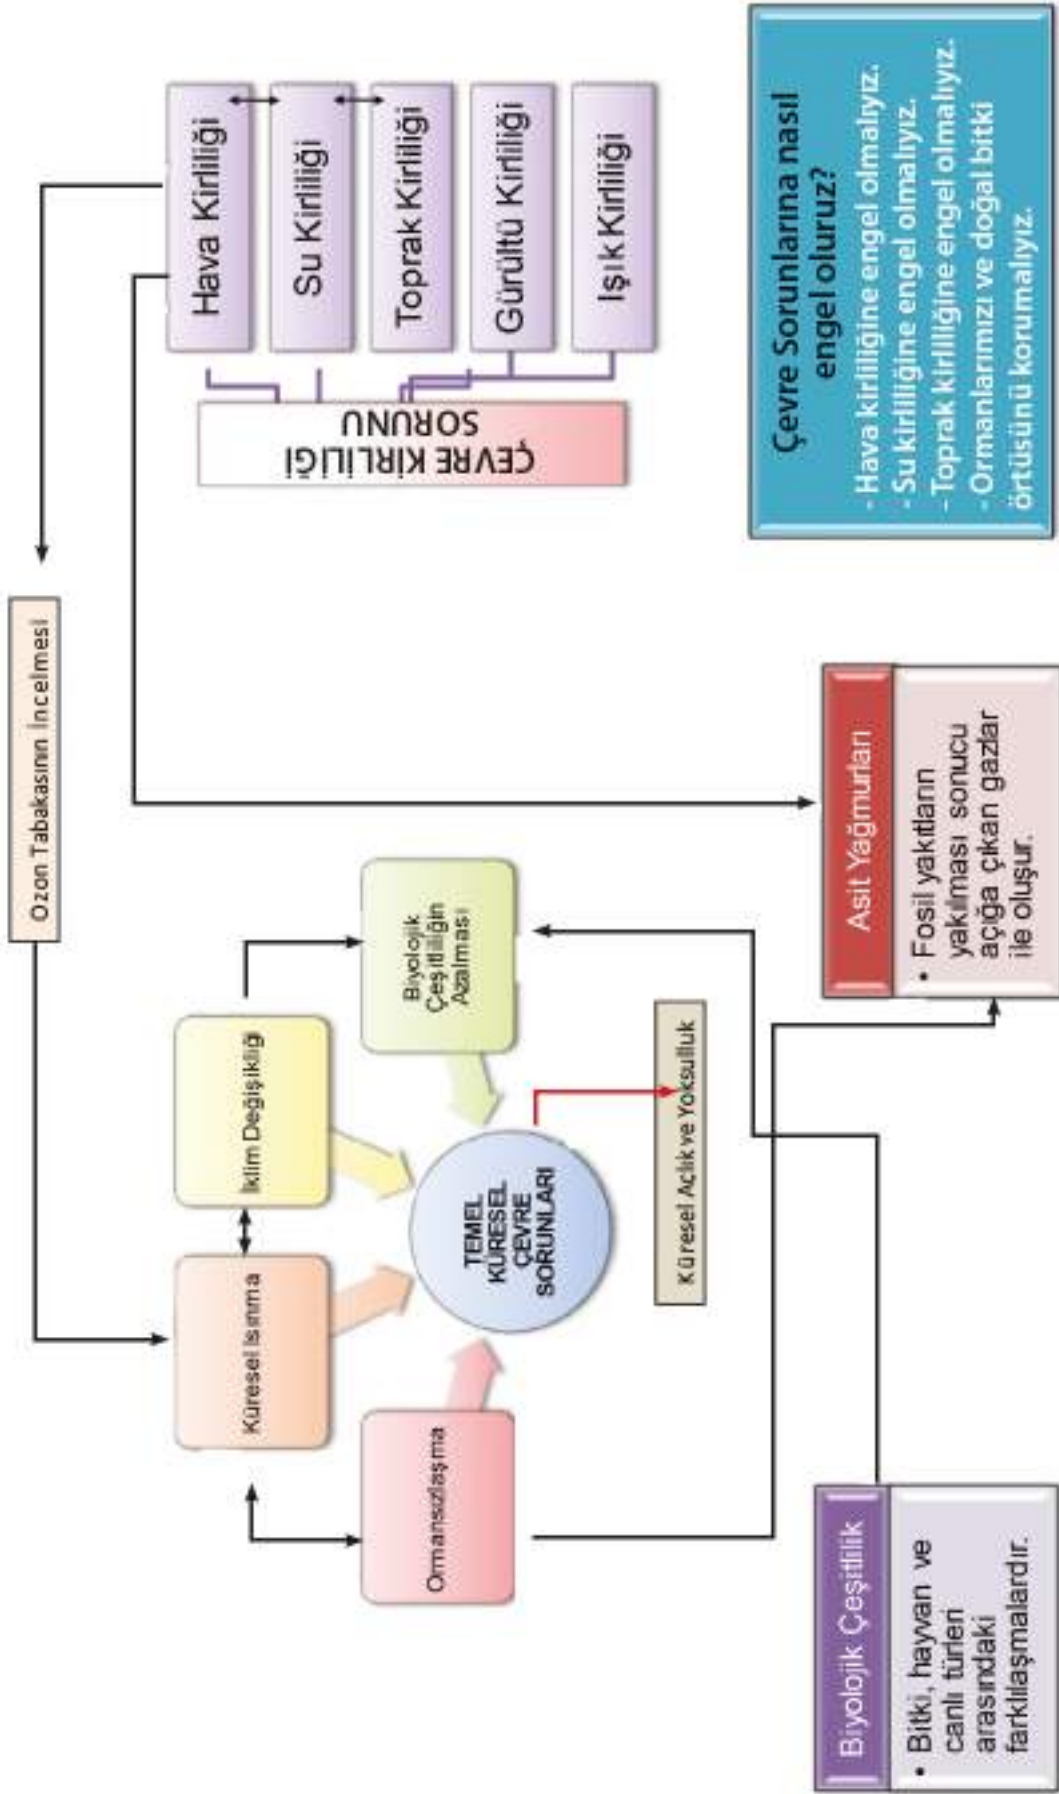 Ozon Tabakasının İncelmesi
Küresel Isınma
İklim Değişikliğ
Ormansızlaşma
Biyolojik
Çeşitliliğin
Azalması
TEMEL
KÜRESEL
ÇEVRE
SORUNLARI
Küresel Açlık ve Yoksulluk
ÇEVRE KİRLİLİĞİ
SORUNU
Hava Kirliliği
Su Kirliliği
Toprak Kirliliği
Gürültü Kirliliği
Işık Kirliliği
Biyolojik Çeşitlilik
• Bitki, hayvan ve
canlı türleri
arasındaki
farklılaşmalardır.
Asit Yağmurları
• Fosil yakıtların
yakılması sonucu
açığa çıkan gazlar
ile oluşur.
Çevre Sorunlarına nasıl
engel oluruz?
- Hava kirliliğine engel olmalıyız.
- Su kirliliğine engel olmalıyız.
- Toprak kirliliğine engel olmalıyız.
- Ormanlarımızı ve doğal bitki
örtüsünü korumalıyız.